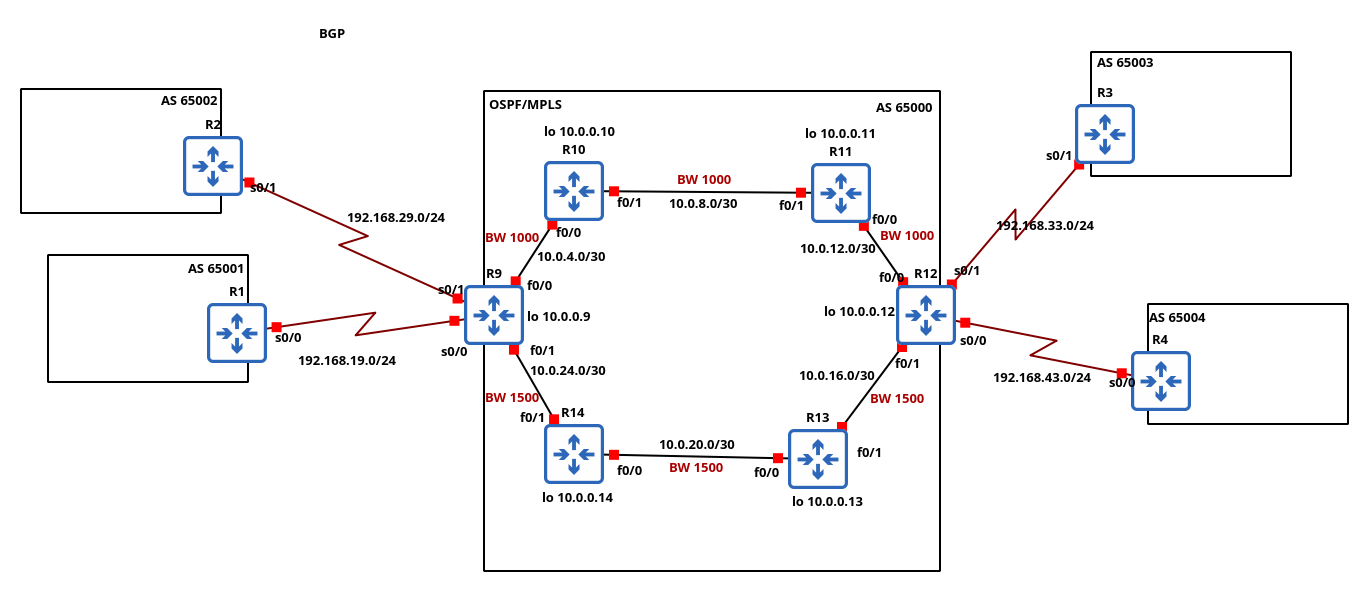 BGP
AS 65002
R2
s0/1
192.168.29.0/24
AS 65001
R1
s0/0
192.168.19.0/24
OSPF/MPLS
AS 65000
lo 10.0.0.10
R10
f0/1
f0/0
BW 1000
10.0.8.0/30
lo 10.0.0.11
R11
f0/1
f0/0
BW 1000
10.0.4.0/30
BW 1000
10.0.12.0/30
R9
s0/1
f0/0
lo 10.0.0.9
s0/0
f0/1
10.0.24.0/30
BW 1500
f0/1
R14
f0/0
lo 10.0.0.14
10.0.20.0/30
BW 1500
R13
f0/0
f0/1
lo 10.0.0.13
10.0.16.0/30
BW 1500
f0/0
R12
s0/1
lo 10.0.0.12
s0/0
f0/1
AS 65003
R3
s0/1
192.168.33.0/24
AS 65004
R4
s0/0
192.168.43.0/24